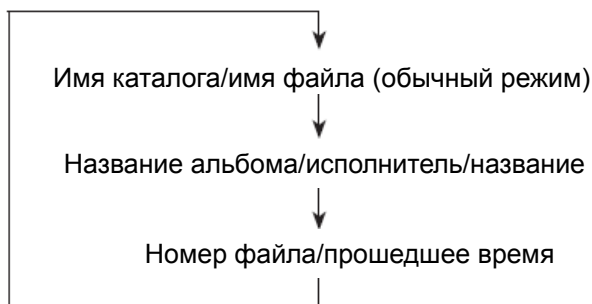 Имя каталога/имя файла (обычный режим)
Название альбома/исполнитель/название
Номер файла/прошедшее время